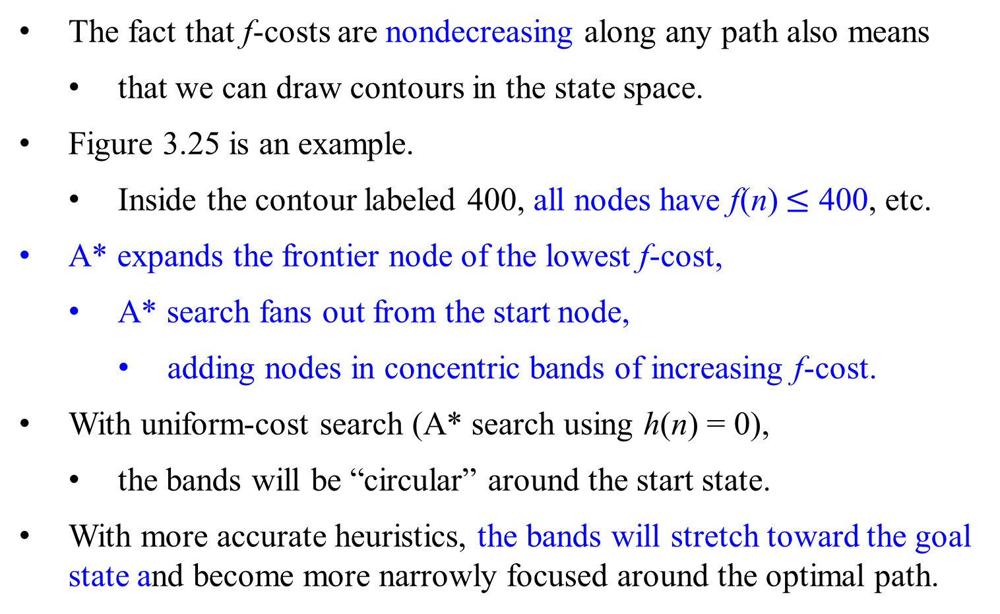 • The fact that f-costs are nondecreasing along any path also means
• that we can draw contours in the state space.
• Figure 3.25 is an example.
• Inside the contour labeled 400, all nodes have f(n) ≤ 400, etc.
• A* expands the frontier node of the lowest f-cost,
• A* search fans out from the start node,
• adding nodes in concentric bands of increasing f-cost.
• With uniform-cost search (A* search using h(n) = 0),
• the bands will be “circular” around the start state.
• With more accurate heuristics, the bands will stretch toward the goal
state and become more narrowly focused around the optimal path.